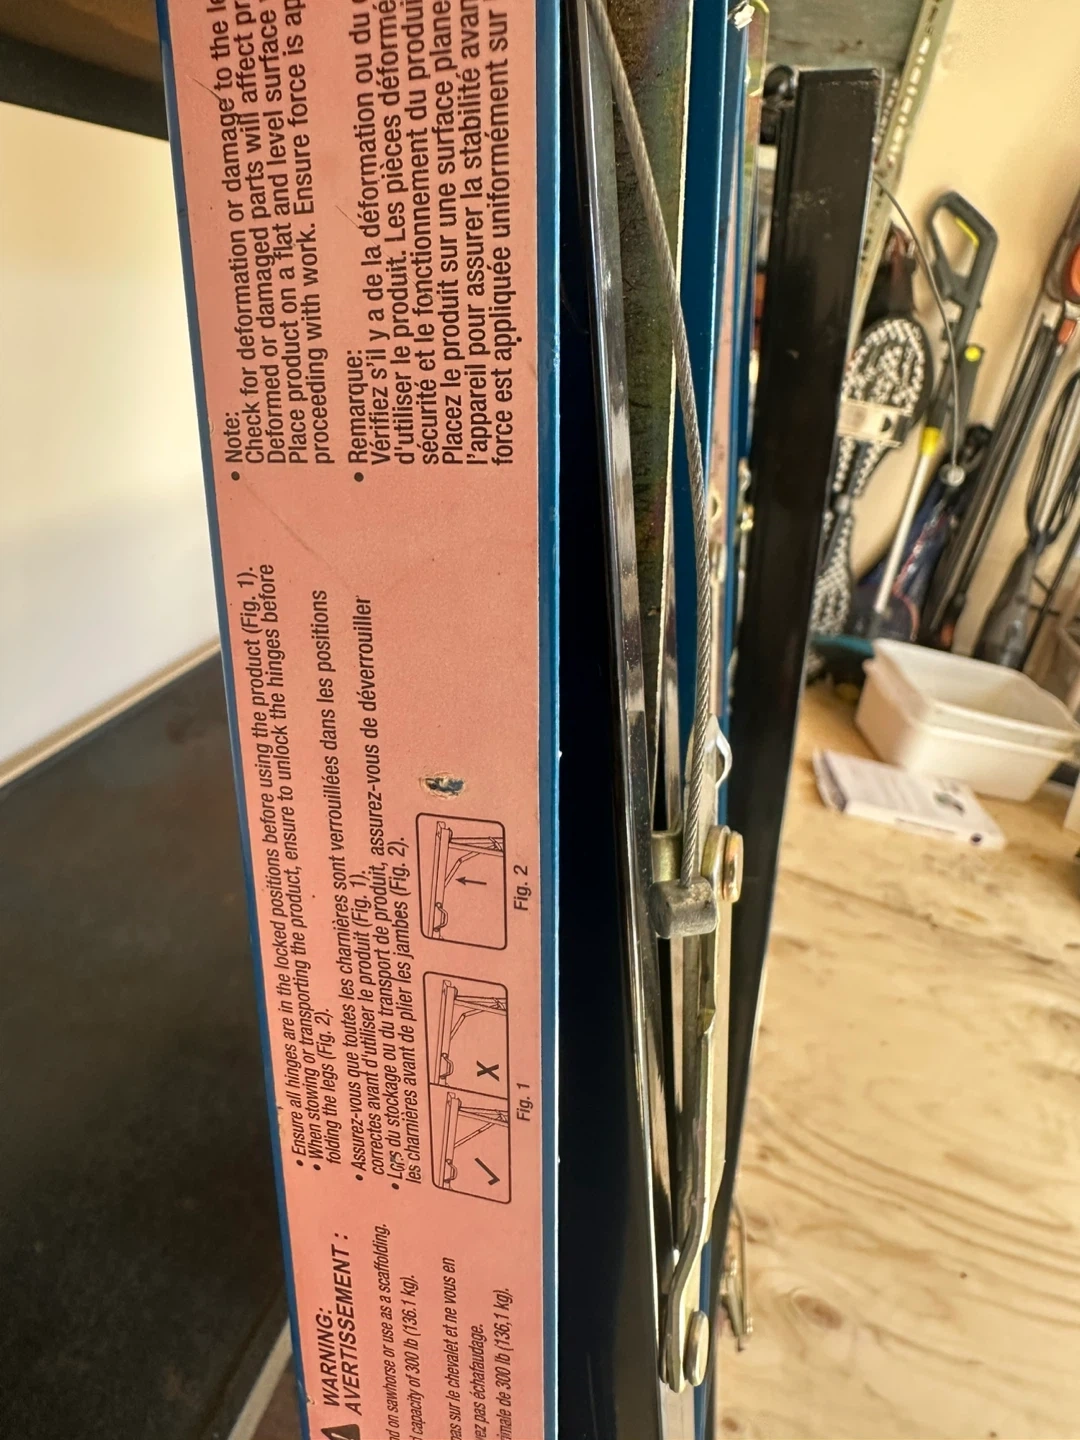 WARNING:
AVERTISSEMENT :
on sawhorse or use as a scaffolding.
capacity of 300 lb (136.1 kg).
sur le chevalet et ne vous en
pas échafaudage.
de 300 lb (136,1 kg).
• Ensure all hinges are in the locked positions before using the product (Fig. 1).
• When stowing or transporting the product, ensure to unlock the hinges before
folding the legs (Fig. 2).
• Assurez-vous que toutes les charnières sont verrouillées dans les positions
correctes avant d'utiliser le produit (Fig. 1).
• Lors du stockage ou du transport de produit, assurez-vous de déverrouiller
les charnières avant de plier les jambes (Fig. 2).
X
Fig. 1
Fig. 2
• Note:
Check for deformation or damage to the
Deformed or damaged parts will affect
Place product on a flat and level surface
proceeding with work. Ensure force is
• Remarque:
Vérifiez s'il y a de la déformation ou du
d'utiliser le produit. Les pièces
sécurité et le fonctionnement du
Placez le produit sur une surface
l'appareil pour assurer la stabilité
force est appliquée uniformément sur